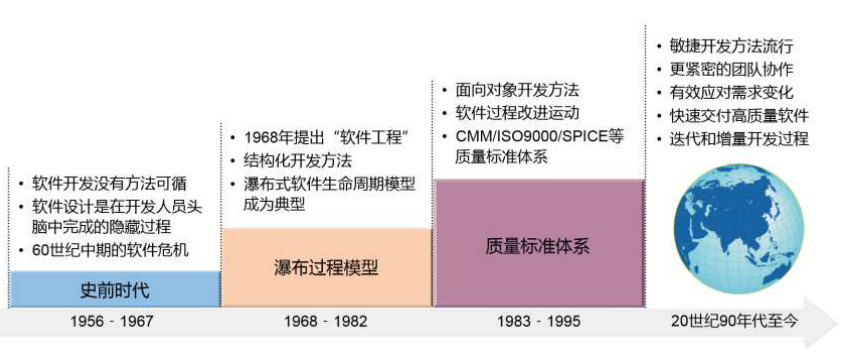 软件开发没有方法可循
软件设计是在开发人员头
脑中完成的隐藏过程
60世纪中期的软件危机
史前时代
1956 - 1967
1968年提出“软件工程”
结构化开发方法
瀑布式软件生命周期模型
成为典型
瀑布过程模型
1968 - 1982
面向对象开发方法
软件过程改进运动
CMM/ISO9000/SPICE等
质量标准体系
质量标准体系
1983 - 1995
敏捷开发方法流行
更紧密的团队协作
有效应对需求变化
快速交付高质量软件
迭代和增量开发过程
20世纪90年代至今